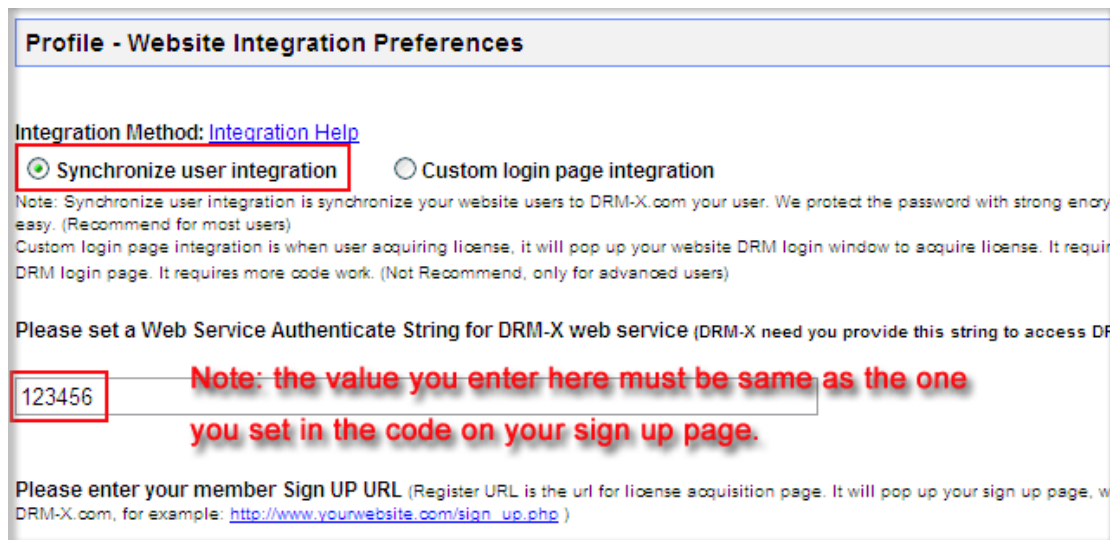 Profile - Website Integration Preferences
Integration Method: Integration Help
Synchronize user integration Custom login page integration
Note: Synchronize user integration is synchronize your website users to DRM-X.com your user. We protect the password with strong
easy. (Recommend for most users)
Custom login page integration is when user acquiring license, it will pop up your website DRM login window to acquire license. It
DRM login page. It requires more code work. (Not Recommend, only for advanced users)
Please set a Web Service Authenticate String for DRM-X web service (DRM-X need you provide this string to access
123456 Note: the value you enter here must be same as the one
you set in the code on your sign up page.
Please enter your member Sign UP URL (Register URL is the url for license acquisition page. It will pop up your sign up page,
DRM-X.com, for example: http://www.yourwebsite.com/sign_up.php )